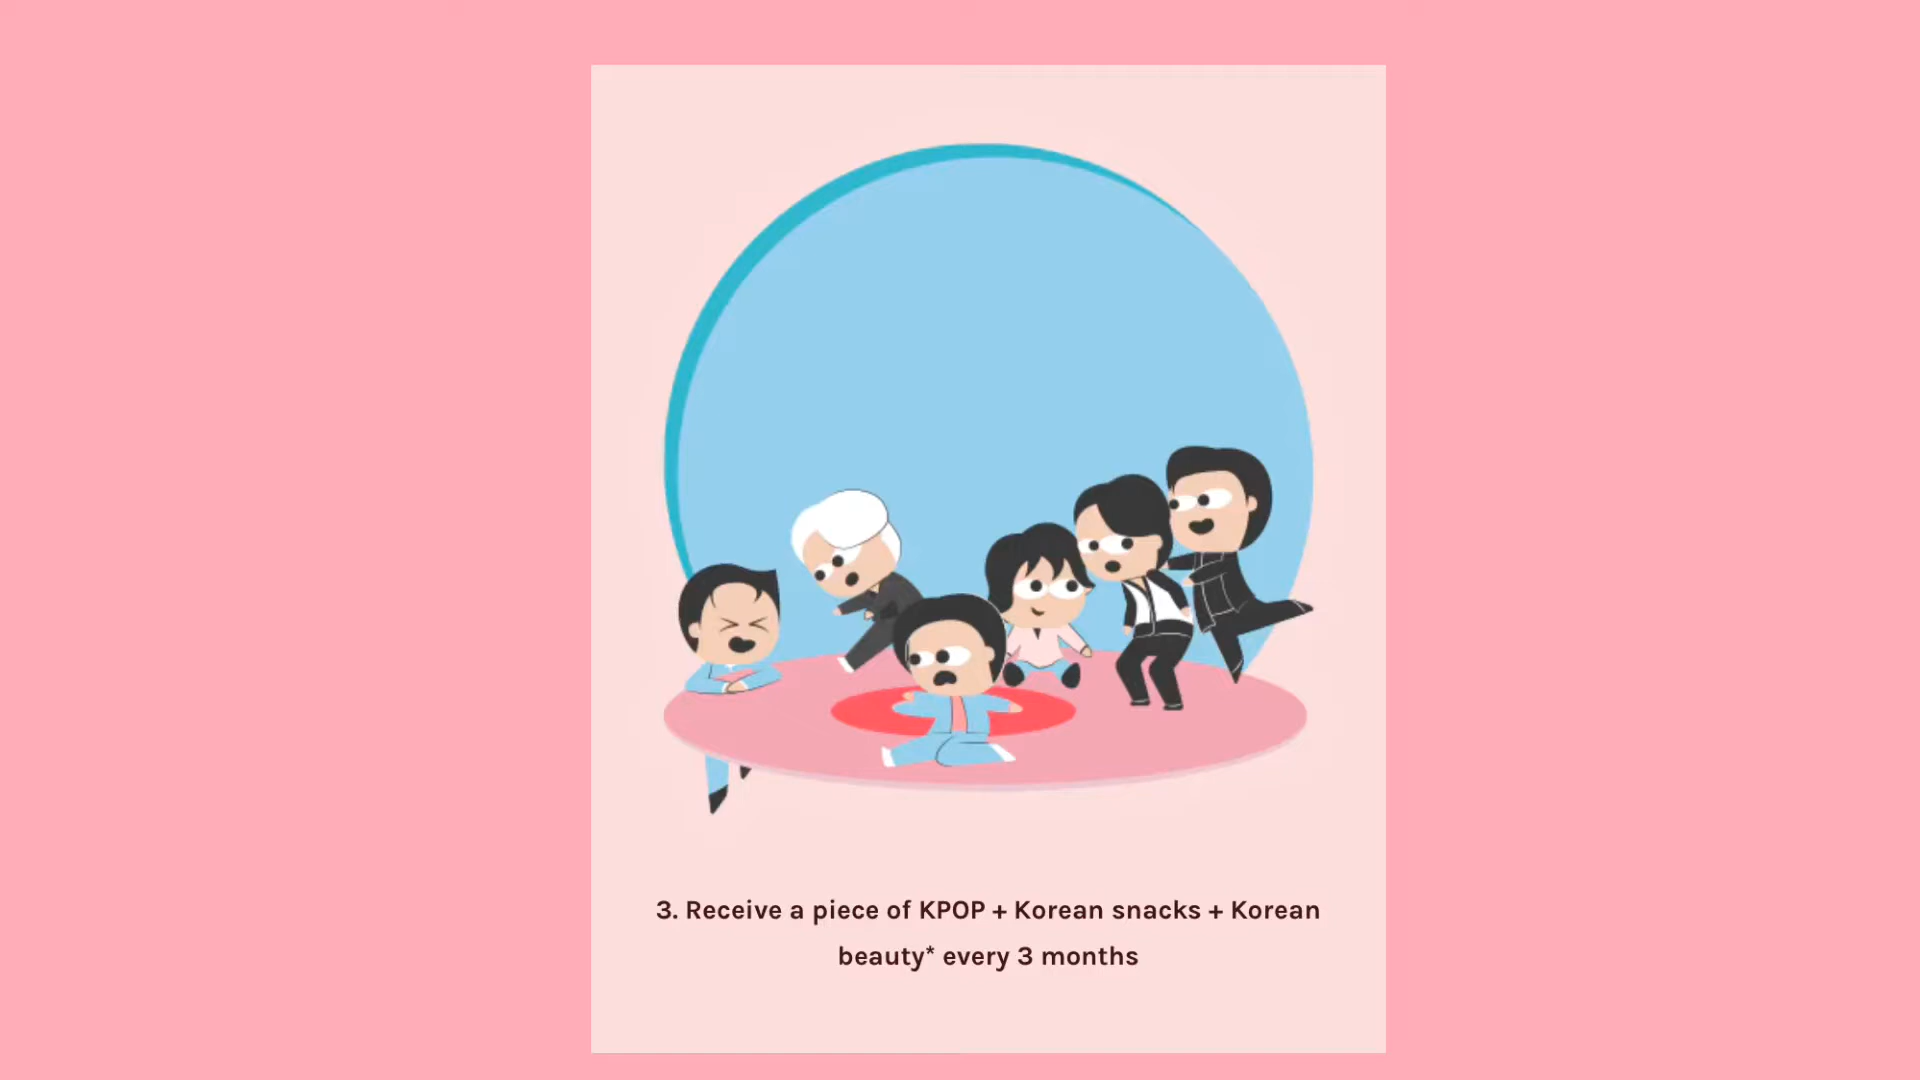 3. Receive a piece of KPOP + Korean snacks + Korean
beauty* every 3 months